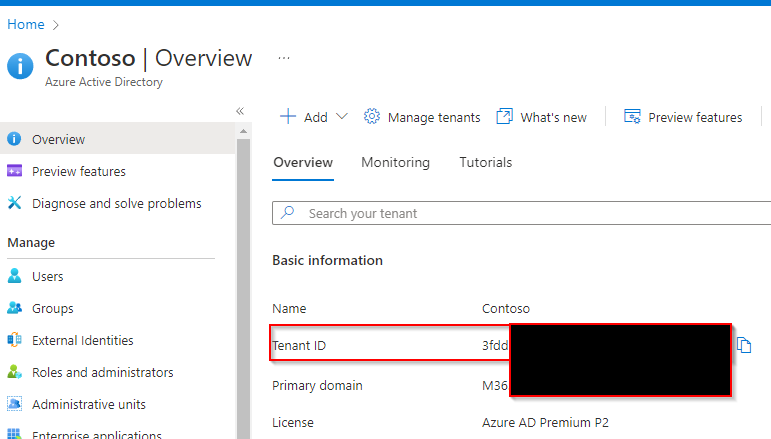 Home >
Contoso | Overview ...
Azure Active Directory
«
Overview
Preview features
Diagnose and solve problems
Manage
Users
Groups
External Identities
Roles and administrators
Administrative units
Enterprise applications
+ Add Manage tenants What's new Preview features
Overview Monitoring Tutorials
Search your tenant
Basic information
Name Contoso
Tenant ID 3fdd
Primary domain M36
License Azure AD Premium P2